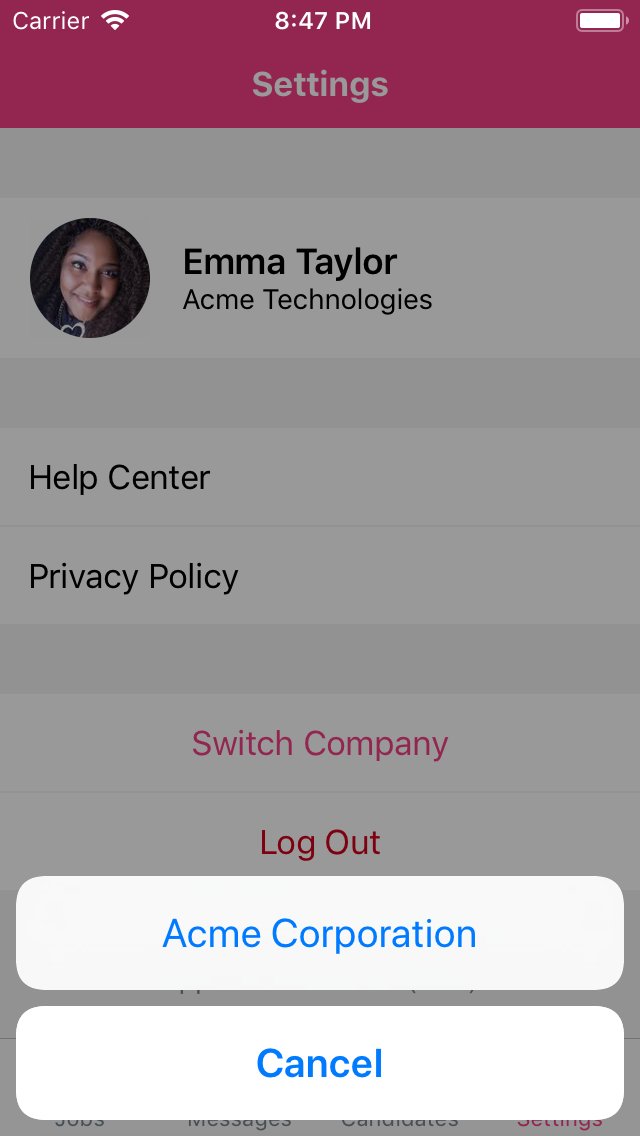 Carrier
8:47 PM
Settings
Emma Taylor
Acme Technologies
Help Center
Privacy Policy
Switch Company
Log Out
Acme Corporation
Cancel
Jobs
Messages
Candidates
Settings